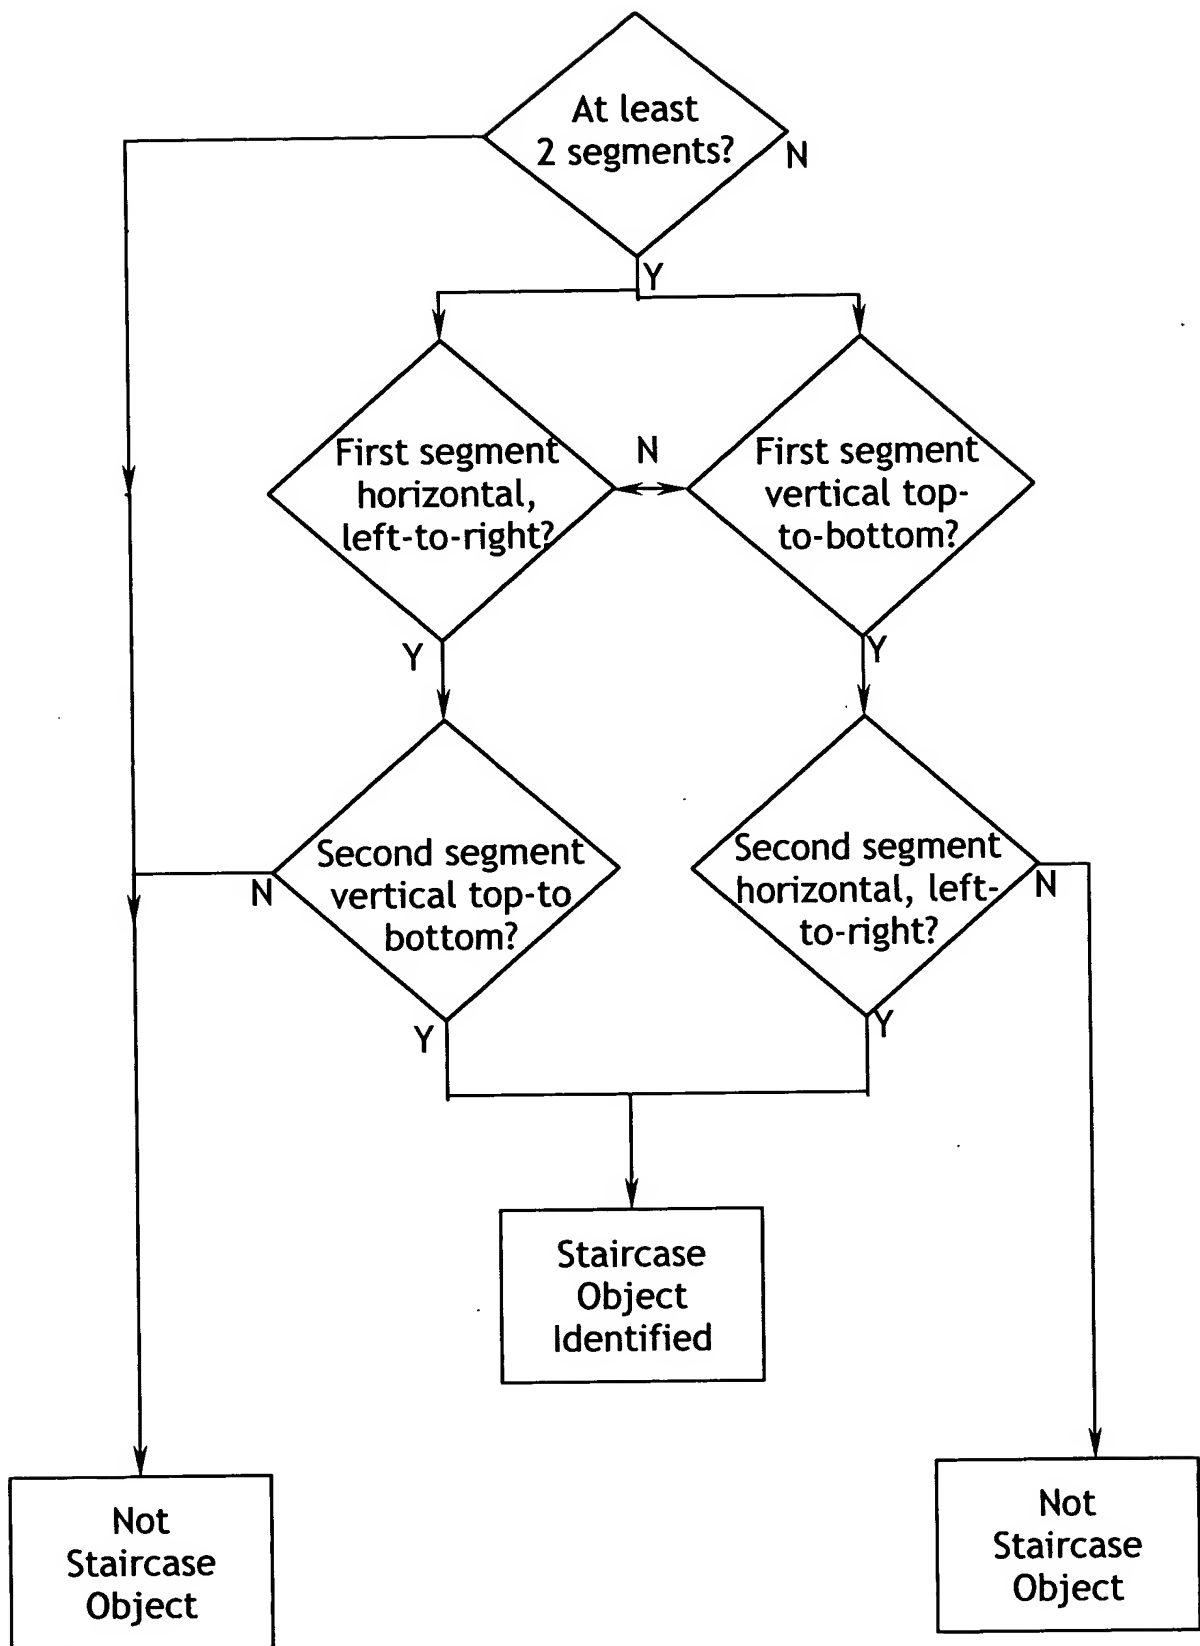 At least
2 segments?
N
Y
First segment
horizontal,
left-to-right?
N
First segment
vertical top-
to-bottom?
Y
Y
Second segment
vertical top-to
bottom?
N
Second segment
horizontal, left-
to-right?
N
Y
Y
Staircase
Object
Identified
Not
Staircase
Object
Not
Staircase
Object